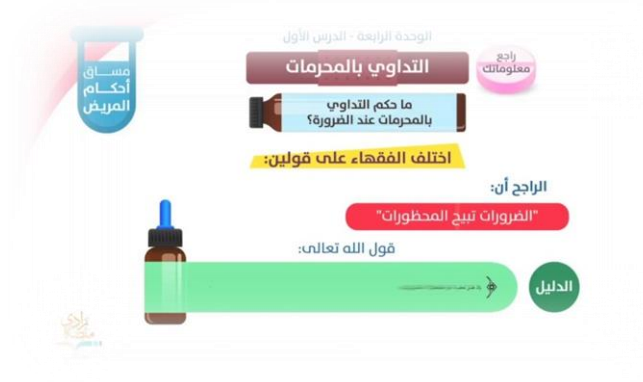 الوحدة الرابعة - الدرس الأول
مساق
أحكام
المريض
التداوي بالمحرمات
راجع
معلوماتك
ما حكم التداوي
بالمحرمات عند الضرورة؟
اختلف الفقهاء على قولين:
الراجح أن:
"الضرورات تبيح المحظورات"
قول الله تعالى:
الدليل